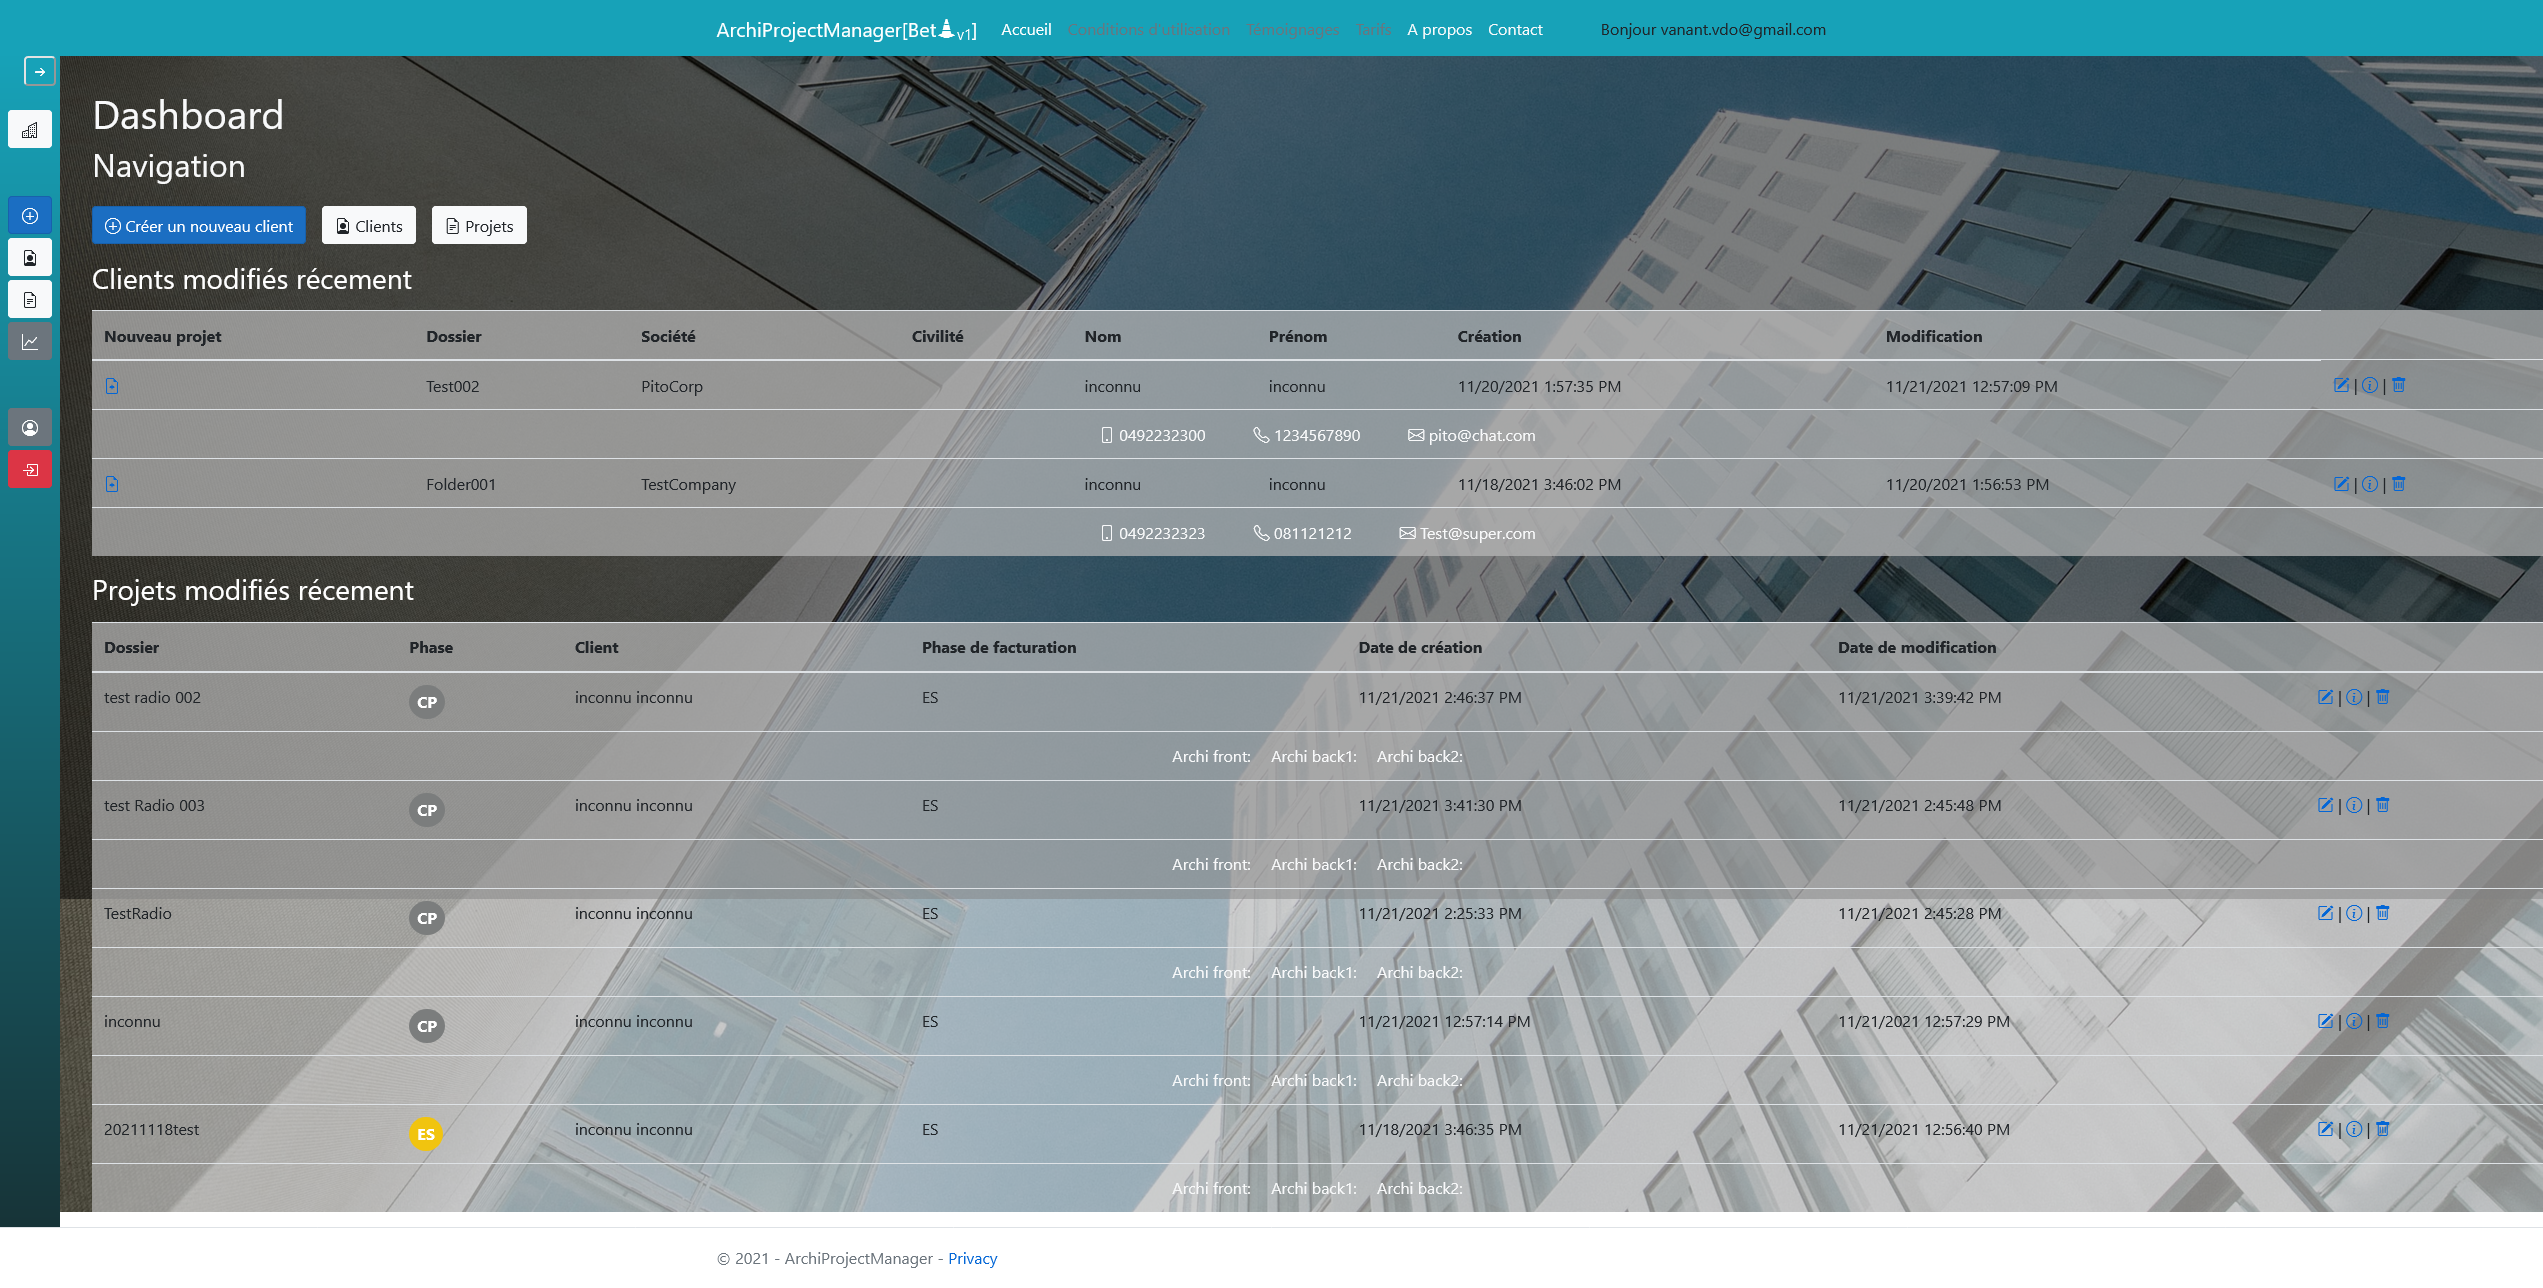 ArchiProjectManager[Bet v1] Accueil Conditions d'utilisation Témoignages Tarifs A propos Contact Bonjour vanant.vdo@gmail.com
Dashboard
Navigation
Créer un nouveau client Clients Projets
Clients modifiés récement
Nouveau projet Dossier Société Civilité Nom Prénom Création Modification
Test002 PitoCorp inconnu inconnu 11/20/2021 1:57:35 PM 11/21/2021 12:57:09 PM | |
0492232300 1234567890 pito@chat.com
Folder001 TestCompany inconnu inconnu 11/18/2021 3:46:02 PM 11/20/2021 1:56:53 PM | |
0492232323 081121212 Test@super.com
Projets modifiés récement
Dossier Phase Client Phase de facturation Date de création Date de modification
test radio 002 CP inconnu inconnu ES 11/21/2021 2:46:37 PM 11/21/2021 3:39:42 PM | |
Archi front: Archi back1: Archi back2:
test Radio 003 CP inconnu inconnu ES 11/21/2021 3:41:30 PM 11/21/2021 2:45:48 PM | |
Archi front: Archi back1: Archi back2:
TestRadio CP inconnu inconnu ES 11/21/2021 2:25:33 PM 11/21/2021 2:45:28 PM | |
Archi front: Archi back1: Archi back2:
inconnu CP inconnu inconnu ES 11/21/2021 12:57:14 PM 11/21/2021 12:57:29 PM | |
Archi front: Archi back1: Archi back2:
20211118test ES inconnu inconnu ES 11/18/2021 3:46:35 PM 11/21/2021 12:56:40 PM | |
Archi front: Archi back1: Archi back2:
© 2021 - ArchiProjectManager - Privacy